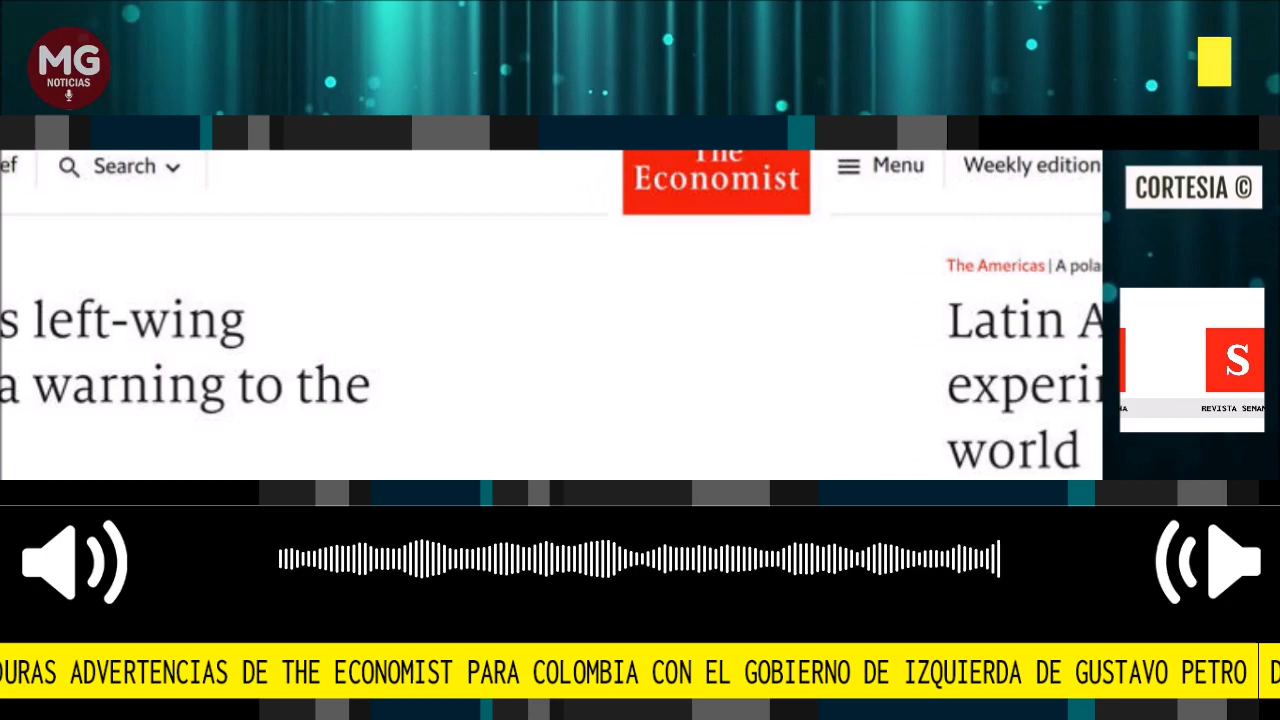 MG
NOTICIAS
Search
The
Economist
Menu
Weekly edition
CORTESIA ©
The Americas | A pola
s left-wing
a warning to the
Latin A
experi
world
S
REVISTA SEMAN
DURAS ADVERTENCIAS DE THE ECONOMIST PARA COLOMBIA CON EL GOBIERNO DE IZQUIERDA DE GUSTAVO PETRO